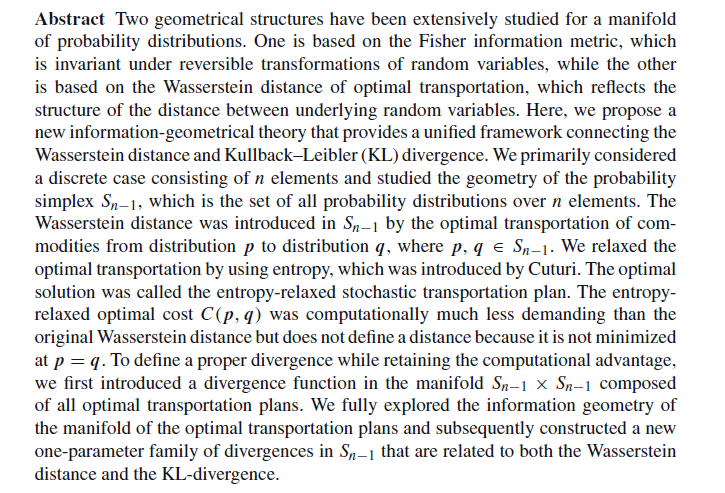 Abstract Two geometrical structures have been extensively studied for a manifold
of probability distributions. One is based on the Fisher information metric, which
is invariant under reversible transformations of random variables, while the other
is based on the Wasserstein distance of optimal transportation, which reflects the
structure of the distance between underlying random variables. Here, we propose a
new information-geometrical theory that provides a unified framework connecting the
Wasserstein distance and Kullback–Leibler (KL) divergence. We primarily considered
a discrete case consisting of n elements and studied the geometry of the probability
simplex Sₙ₋₁, which is the set of all probability distributions over n elements. The
Wasserstein distance was introduced in Sₙ₋₁ by the optimal transportation of com-
modities from distribution p to distribution q, where p, q ∈ Sₙ₋₁. We relaxed the
optimal transportation by using entropy, which was introduced by Cuturi. The optimal
solution was called the entropy-relaxed stochastic transportation plan. The entropy-
relaxed optimal cost C(p, q) was computationally much less demanding than the
original Wasserstein distance but does not define a distance because it is not minimized
at p = q. To define a proper divergence while retaining the computational advantage,
we first introduced a divergence function in the manifold Sₙ₋₁ × Sₙ₋₁ composed
of all optimal transportation plans. We fully explored the information geometry of
the manifold of the optimal transportation plans and subsequently constructed a new
one-parameter family of divergences in Sₙ₋₁ that are related to both the Wasserstein
distance and the KL-divergence.